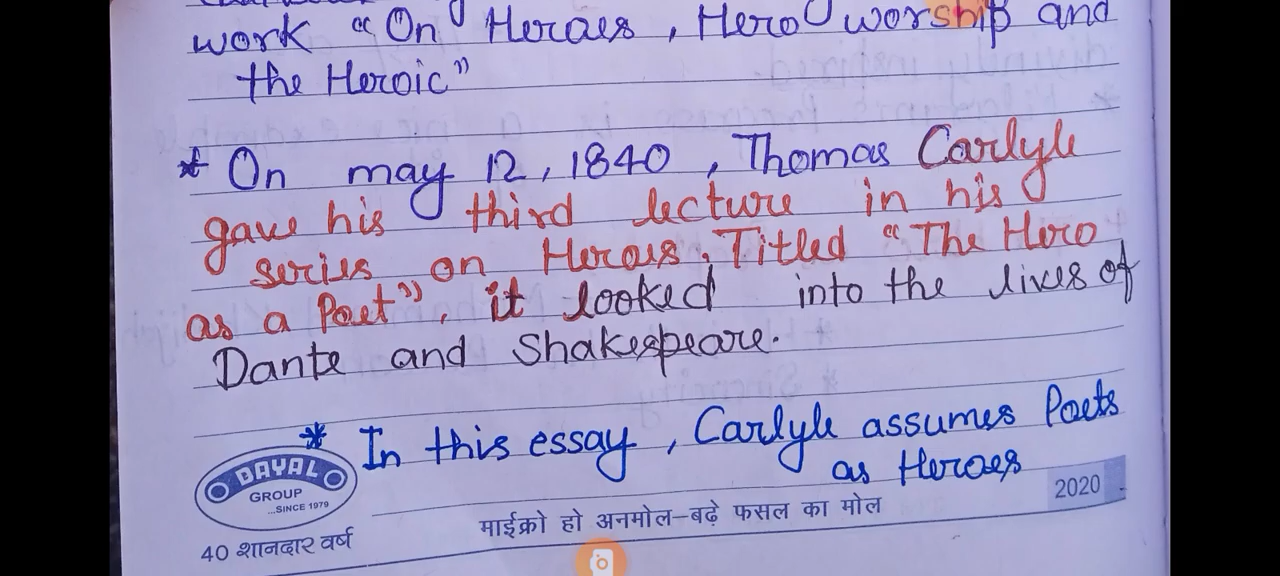 work "On Heroes, Hero worship and
the Heroic"
* On may 12, 1840, Thomas Carlyle
gave his third lecture in his
series on Heroes. Titled "The Hero
as a Poet", it looked into the lives of
Dante and Shakespeare.
* In this essay, Carlyle assumes Poets
as Heroes
DAYAL
GROUP
...SINCE 1979
40 शानदार वर्ष
माईक्रो हो अनमोल-बढ़े फसल का मोल
2020